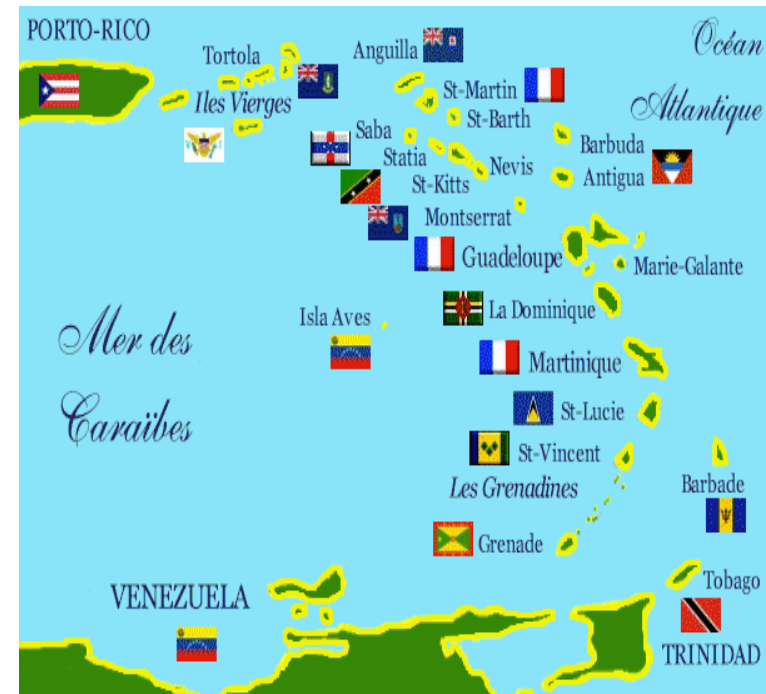 PORTO-RICO
Océan
Atlantique
Tortola
Anguilla
Iles Vierges
St-Martin
St-Barth
Saba
Statia
St-Kitts
Nevis
Barbuda
Antigua
Montserrat
Guadeloupe
Marie-Galante
Isla Aves
La Dominique
Mer des
Caraïbes
Martinique
St-Lucie
St-Vincent
Les Grenadines
Barbade
Grenade
VENEZUELA
Tobago
TRINIDAD